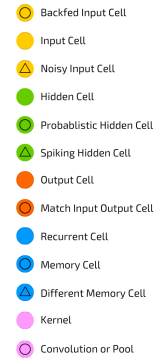 Backfed Input Cell
Input Cell
Noisy Input Cell
Hidden Cell
Probablistic Hidden Cell
Spiking Hidden Cell
Output Cell
Match Input Output Cell
Recurrent Cell
Memory Cell
Different Memory Cell
Kernel
Convolution or Pool